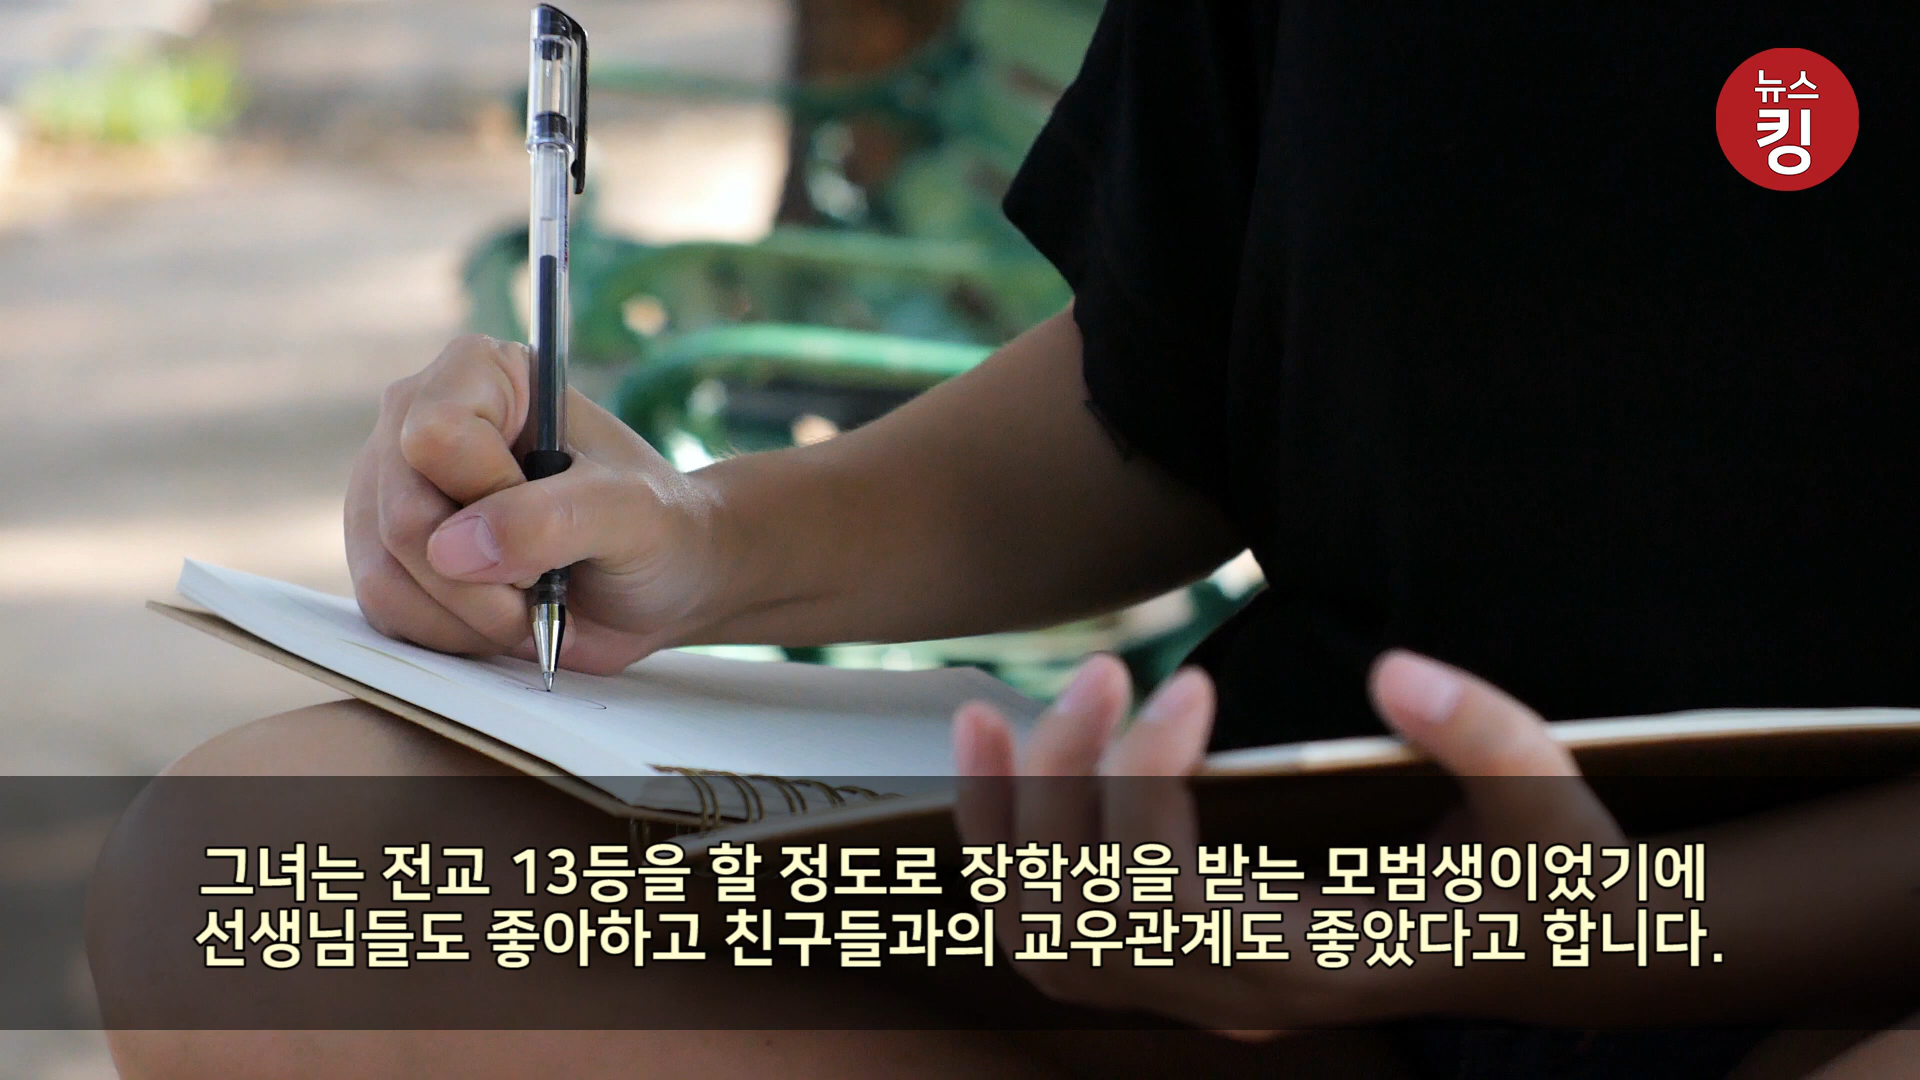 뉴스
킹
그녀는 전교 13등을 할 정도로 장학생을 받는 모범생이었기에
선생님들도 좋아하고 친구들과의 교우관계도 좋았다고 합니다.